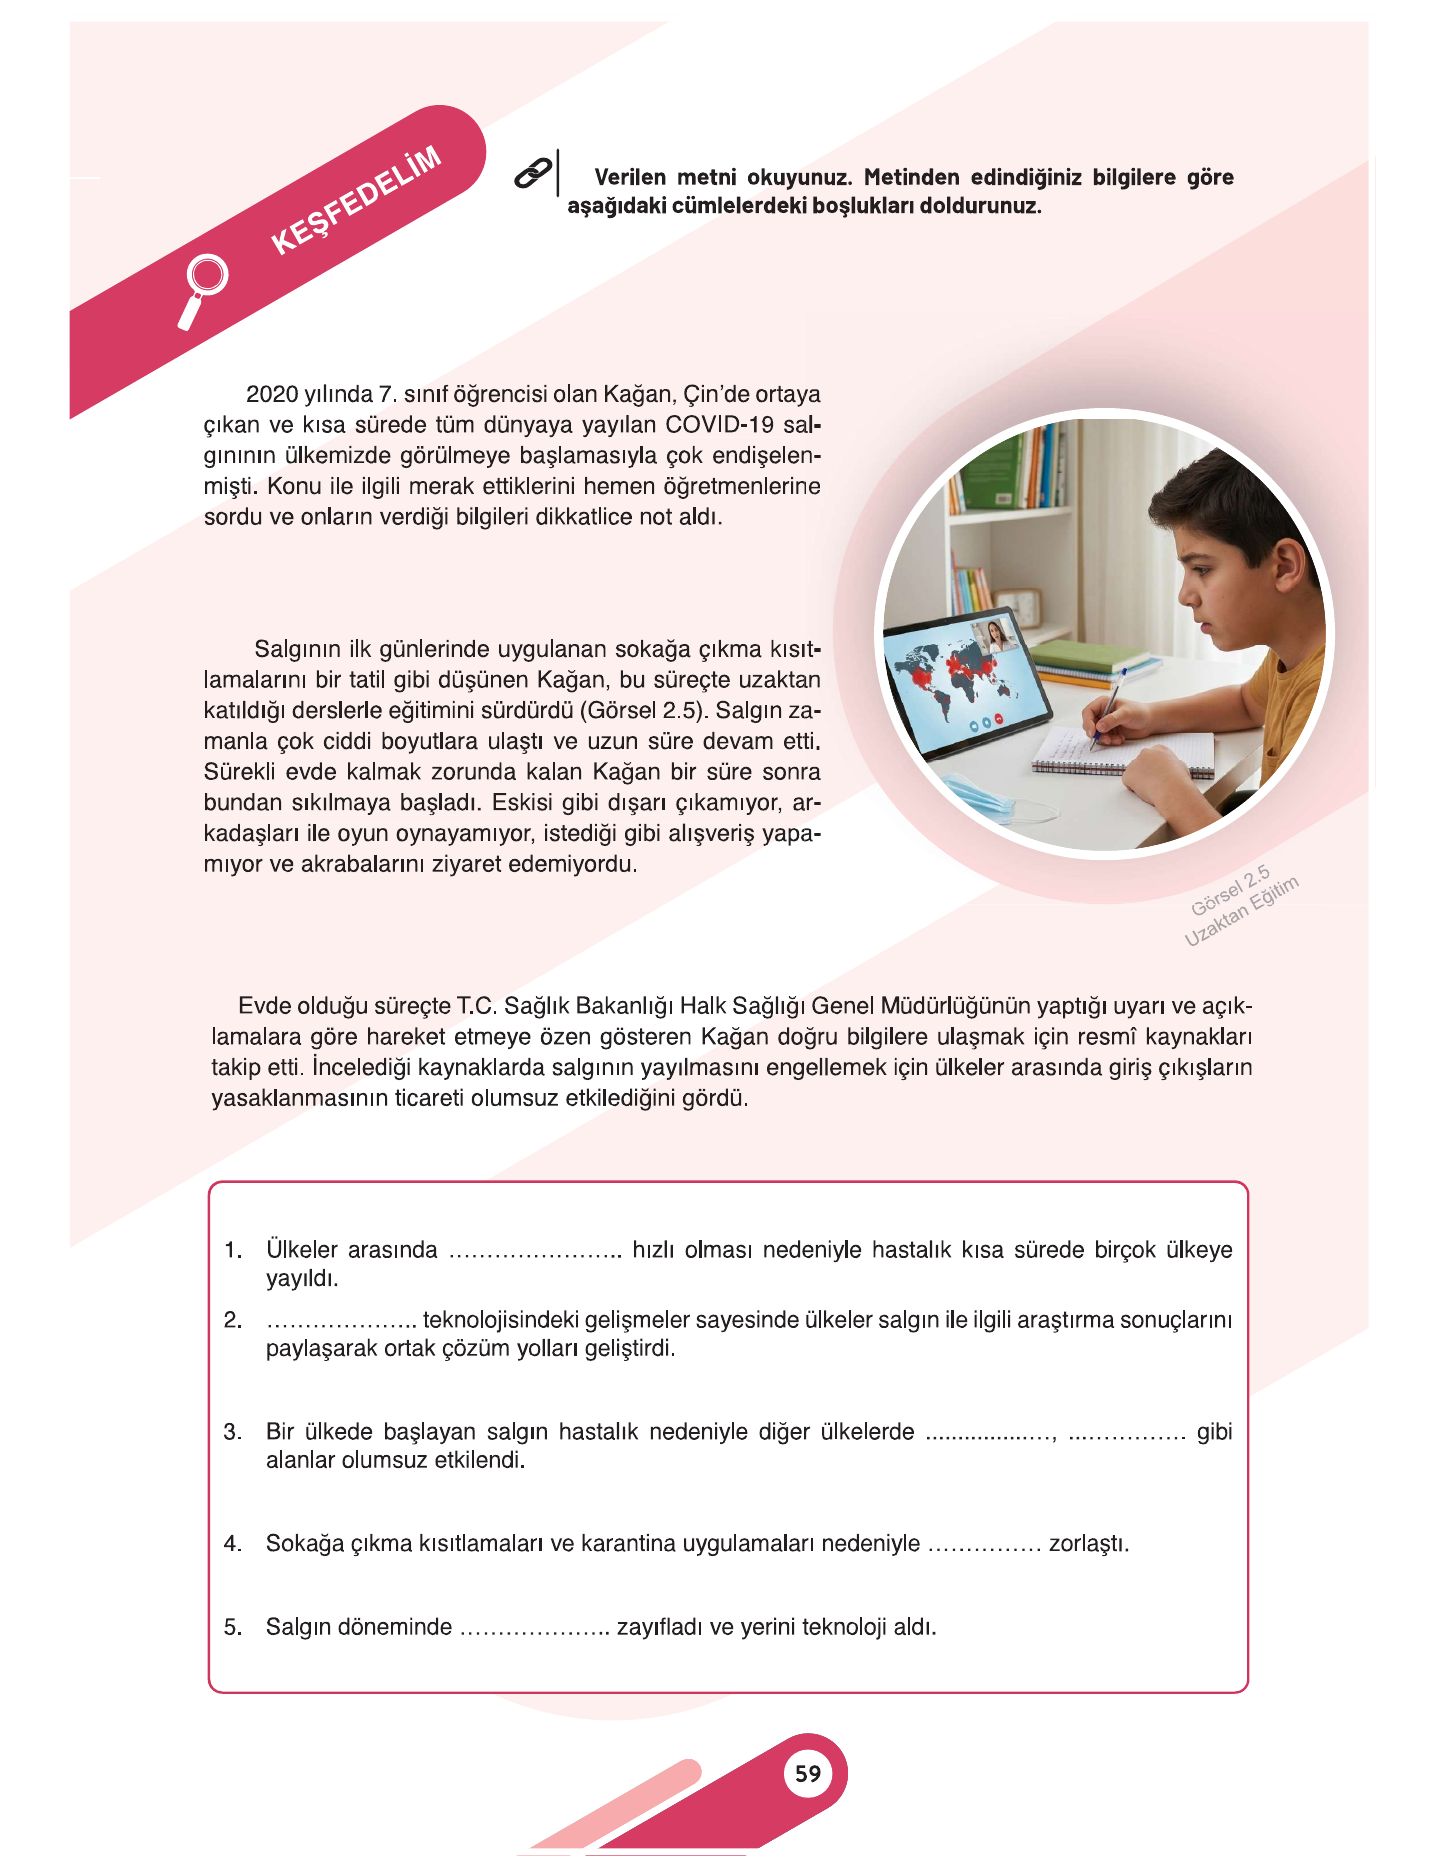 KEŞFEDELİM
Verilen metni okuyunuz. Metinden edindiğiniz bilgilere göre
aşağıdaki cümlelerdeki boşlukları doldurunuz.
2020 yılında 7. sınıf öğrencisi olan Kağan, Çin’de ortaya
çıkan ve kısa sürede tüm dünyaya yayılan COVID-19 sal-
gınının ülkemizde görülmeye başlamasıyla çok endişelen-
mişti. Konu ile ilgili merak ettiklerini hemen öğretmenlerine
sordu ve onların verdiği bilgileri dikkatlice not aldı.
Salgının ilk günlerinde uygulanan sokağa çıkma kısıt-
lamalarını bir tatil gibi düşünen Kağan, bu süreçte uzaktan
katıldığı derslerle eğitimini sürdürdü (Görsel 2.5). Salgın za-
manla çok ciddi boyutlara ulaştı ve uzun süre devam etti.
Sürekli evde kalmak zorunda kalan Kağan bir süre sonra
bundan sıkılmaya başladı. Eskisi gibi dışarı çıkamıyor, ar-
kadaşları ile oyun oynayamıyor, istediği gibi alışveriş yapa-
mıyor ve akrabalarını ziyaret edemiyordu.
Görsel 2.5
Uzaktan Eğitim
Evde olduğu süreçte T.C. Sağlık Bakanlığı Halk Sağlığı Genel Müdürlüğünün yaptığı uyarı ve açık-
lamalara göre hareket etmeye özen gösteren Kağan doğru bilgilere ulaşmak için resmî kaynakları
takip etti. İncelediği kaynaklarda salgının yayılmasını engellemek için ülkeler arasında giriş çıkışların
yasaklanmasının ticareti olumsuz etkilediğini gördü.
1. Ülkeler arasında ………………….. hızlı olması nedeniyle hastalık kısa sürede birçok ülkeye
yayıldı.
2. ……………….. teknolojisindeki gelişmeler sayesinde ülkeler salgın ile ilgili araştırma sonuçlarını
paylaşarak ortak çözüm yolları geliştirdi.
3. Bir ülkede başlayan salgın hastalık nedeniyle diğer ülkelerde ................…, ...…………. gibi
alanlar olumsuz etkilendi.
4. Sokağa çıkma kısıtlamaları ve karantina uygulamaları nedeniyle …………… zorlaştı.
5. Salgın döneminde ……………….. zayıfladı ve yerini teknoloji aldı.
59